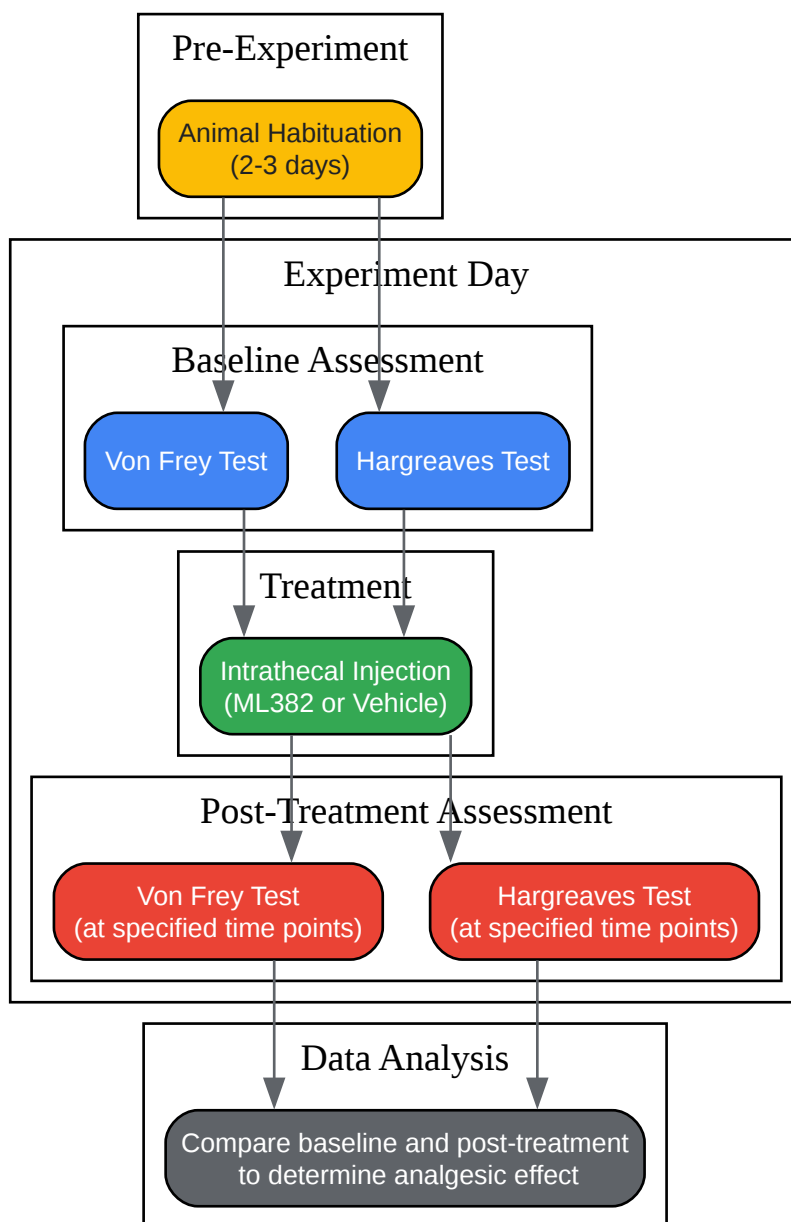 Pre-Experiment
Animal Habituation
(2-3 days)
Experiment Day
Baseline Assessment
Von Frey Test
Hargreaves Test
Treatment
Intrathecal Injection
(ML382 or Vehicle)
Post-Treatment Assessment
Von Frey Test
(at specified time points)
Hargreaves Test
(at specified time points)
Data Analysis
Compare baseline and post-treatment
to determine analgesic effect